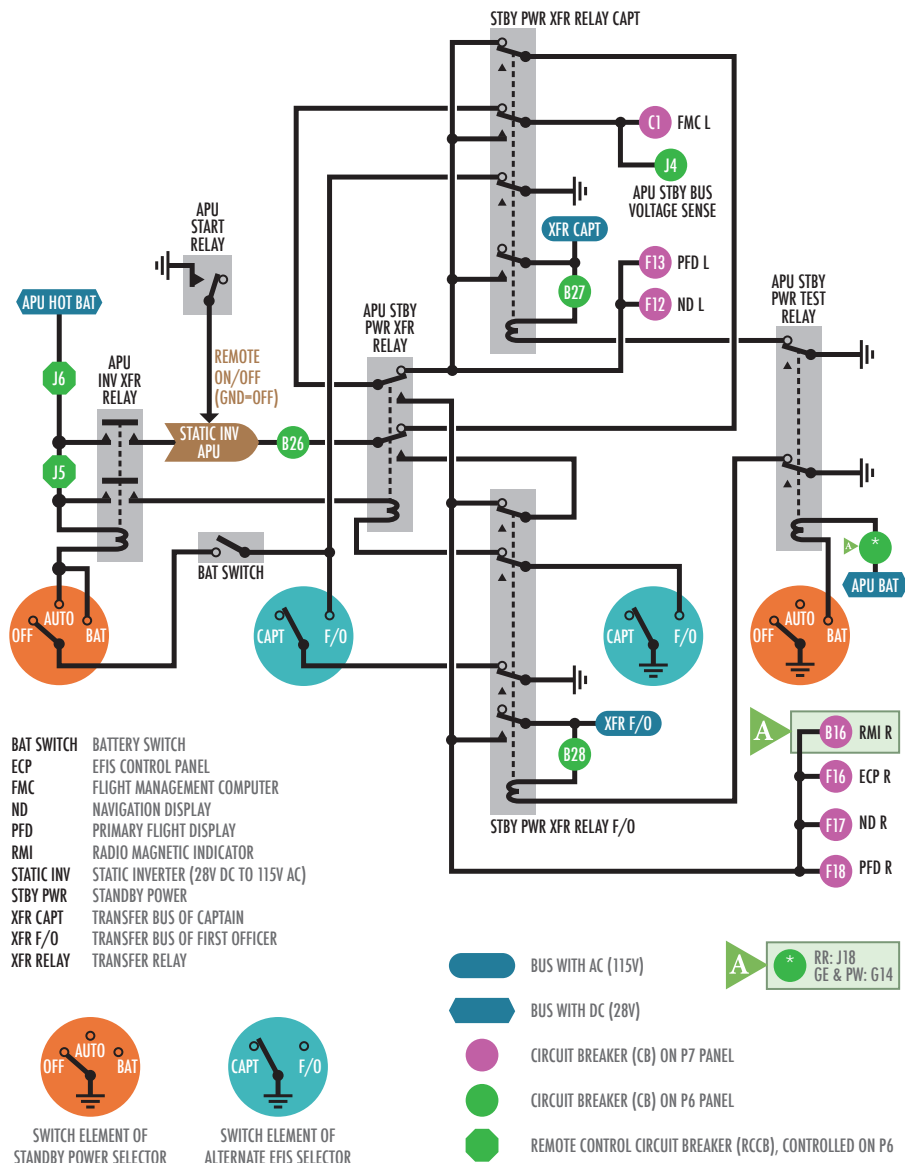 STBY PWR XFR RELAY CAPT
C1 FMC L
J4
APU STBY BUS
VOLTAGE SENSE
APU
START
RELAY
XFR CAPT
F13 PFD L
B27
F12 ND L
APU HOT BAT
APU STBY
PWR XFR
RELAY
APU STBY
PWR TEST
RELAY
J6
APU
INV XFR
RELAY
REMOTE
ON/OFF
(GND=OFF)
STATIC INV
APU
B26
J5
BAT SWITCH
A
*
APU BAT
OFF AUTO BAT
CAPT F/O
CAPT F/O
OFF AUTO BAT
XFR F/O
B28
STBY PWR XFR RELAY F/O
A
B16 RMI R
F16 ECP R
F17 ND R
F18 PFD R
BAT SWITCH BATTERY SWITCH
ECP EFIS CONTROL PANEL
FMC FLIGHT MANAGEMENT COMPUTER
ND NAVIGATION DISPLAY
PFD PRIMARY FLIGHT DISPLAY
RMI RADIO MAGNETIC INDICATOR
STATIC INV STATIC INVERTER (28V DC TO 115V AC)
STBY PWR STANDBY POWER
XFR CAPT TRANSFER BUS OF CAPTAIN
XFR F/O TRANSFER BUS OF FIRST OFFICER
XFR RELAY TRANSFER RELAY
BUS WITH AC (115V)
BUS WITH DC (28V)
CIRCUIT BREAKER (CB) ON P7 PANEL
CIRCUIT BREAKER (CB) ON P6 PANEL
REMOTE CONTROL CIRCUIT BREAKER (RCCB), CONTROLLED ON P6
A
* RR: J18
GE & PW: G14
OFF AUTO BAT
SWITCH ELEMENT OF
STANDBY POWER SELECTOR
CAPT F/O
SWITCH ELEMENT OF
ALTERNATE EFIS SELECTOR